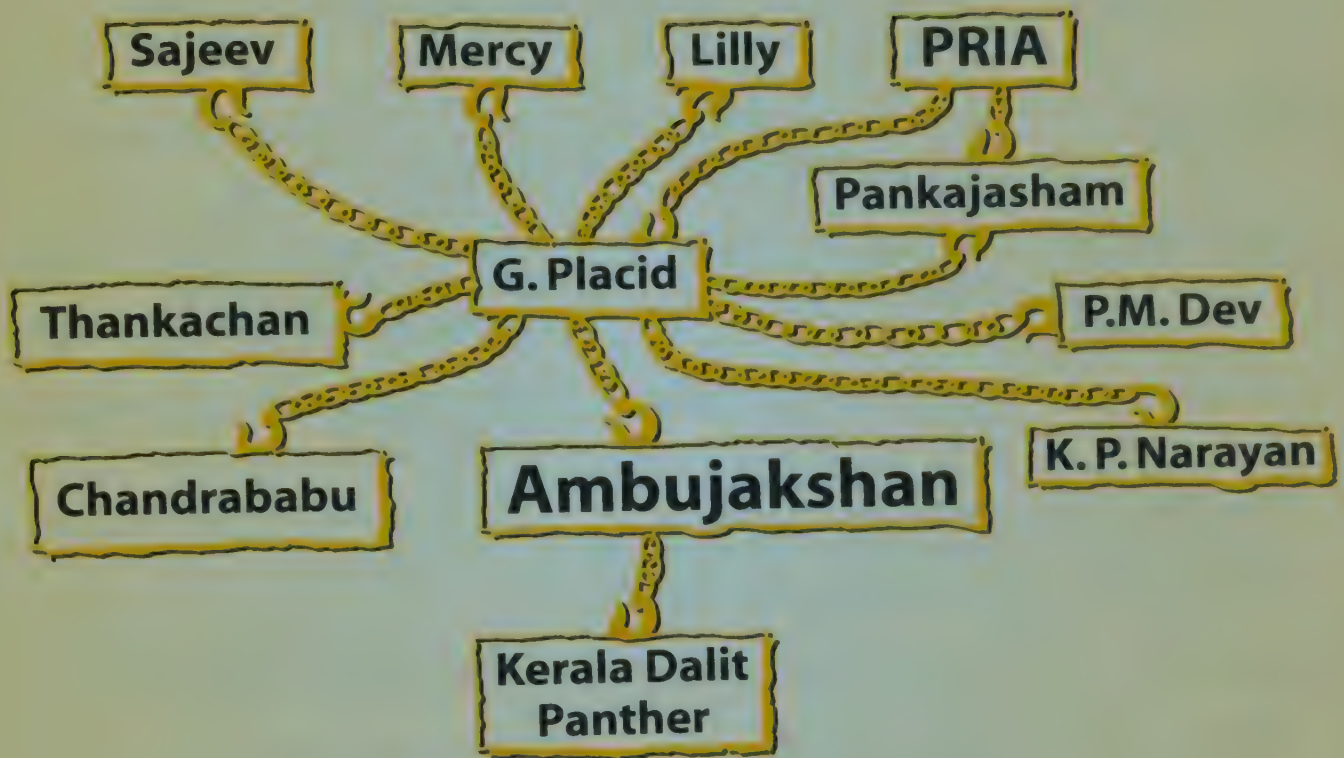 Sajeev
Mercy
Lilly
PRIA
Pankajasham
G. Placid
Thankachan
P.M. Dev
Chandrababu
Ambujakshan
K. P. Narayan
Kerala Dalit
Panther